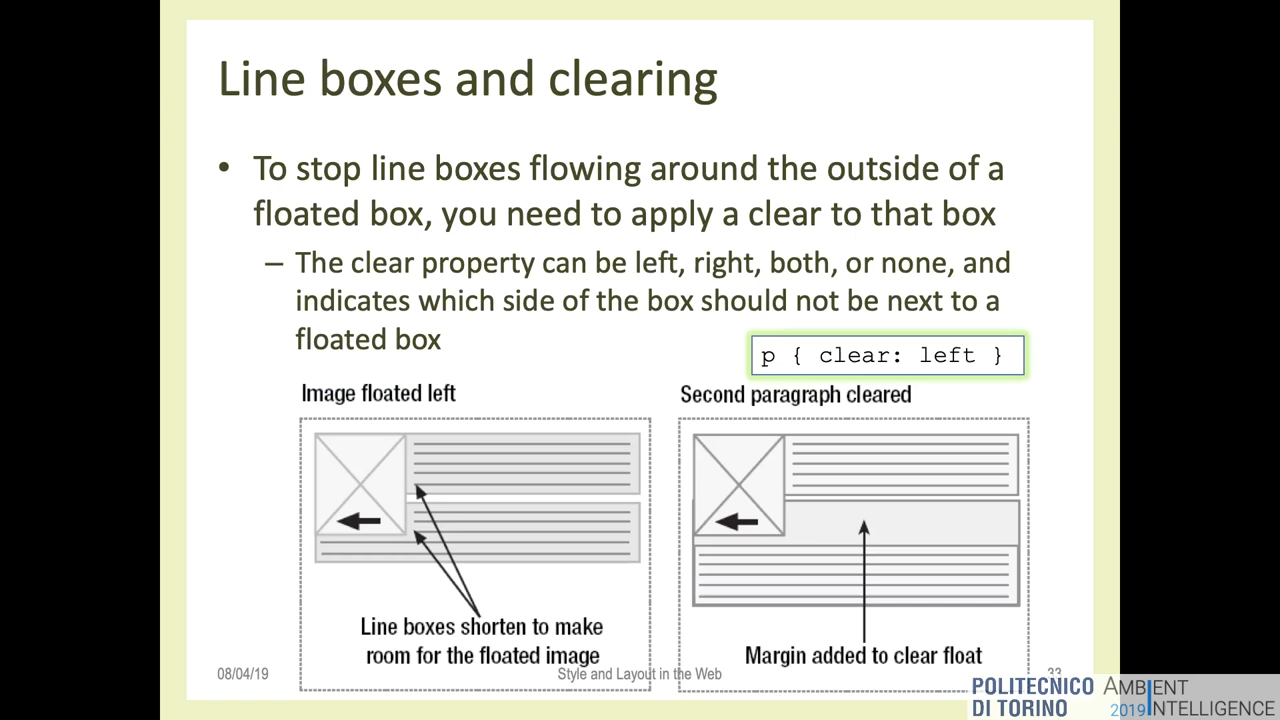 Line boxes and clearing
• To stop line boxes flowing around the outside of a
floated box, you need to apply a clear to that box
– The clear property can be left, right, both, or none, and
indicates which side of the box should not be next to a
floated box
p { clear: left }
Image floated left
Second paragraph cleared
Line boxes shorten to make
room for the floated image
Margin added to clear float
08/04/19
Style and Layout in the Web
33
POLITECNICO
DI TORINO
AMBIENT
2019 INTELLIGENCE